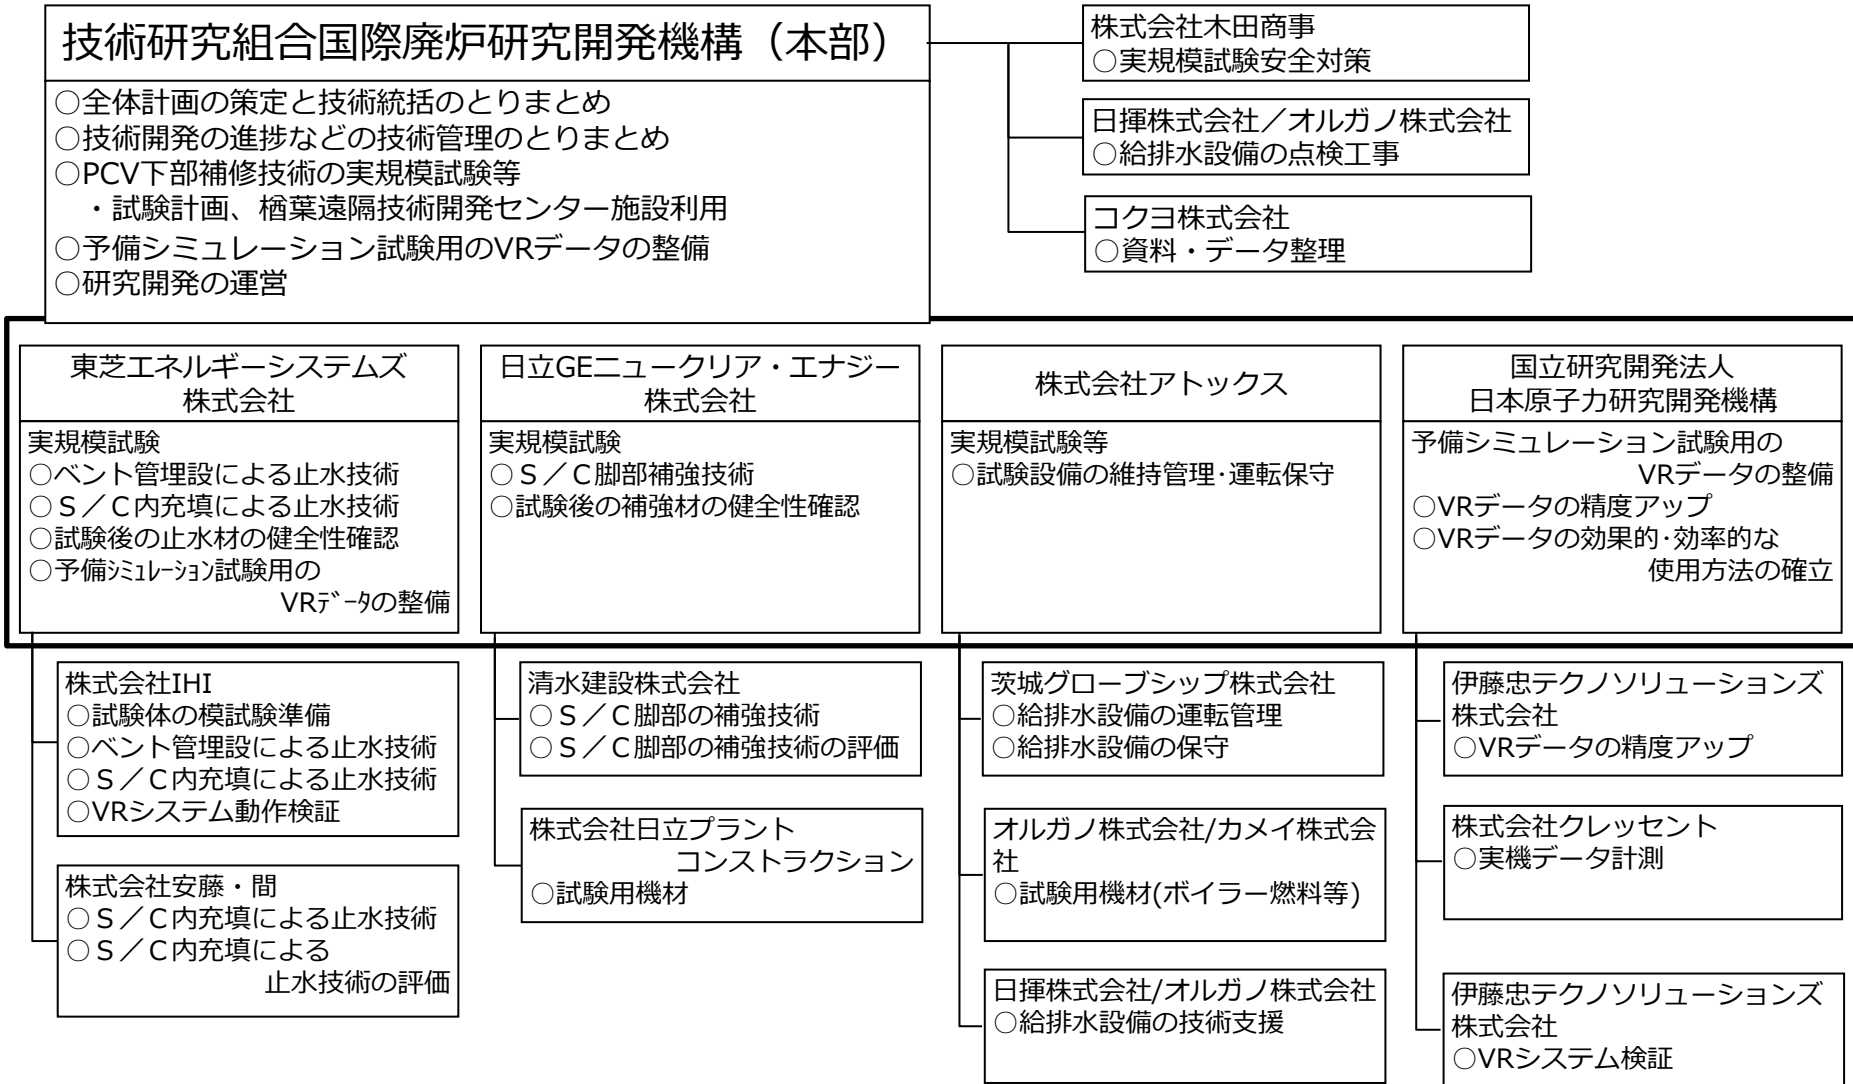 技術研究組合国際廃炉研究開発機構（本部）
○全体計画の策定と技術統括のとりまとめ
○技術開発の進捗などの技術管理のとりまとめ
○PCV下部補修技術の実規模試験等
・試験計画、楢葉遠隔技術開発センター施設利用
○予備シミュレーション試験用のVRデータの整備
○研究開発の運営
株式会社木田商事
○実規模試験安全対策
日揮株式会社／オルガノ株式会社
○給排水設備の点検工事
コクヨ株式会社
○資料・データ整理
東芝エネルギーシステムズ
株式会社
実規模試験
○ベント管埋設による止水技術
○Ｓ／Ｃ内充填による止水技術
○試験後の止水材の健全性確認
○予備ｼﾐｭﾚｰｼｮﾝ試験用の
VRﾃﾞｰﾀの整備
日立GEニュークリア・エナジー
株式会社
実規模試験
○Ｓ／Ｃ脚部補強技術
○試験後の補強材の健全性確認
株式会社アトックス
実規模試験等
○試験設備の維持管理･運転保守
国立研究開発法人
日本原子力研究開発機構
予備シミュレーション試験用の
VRデータの整備
○VRデータの精度アップ
○VRデータの効果的･効率的な
使用方法の確立
株式会社IHI
○試験体の模試験準備
○ベント管埋設による止水技術
○Ｓ／Ｃ内充填による止水技術
○VRシステム動作検証
株式会社安藤・間
○Ｓ／Ｃ内充填による止水技術
○Ｓ／Ｃ内充填による
止水技術の評価
清水建設株式会社
○Ｓ／Ｃ脚部の補強技術
○Ｓ／Ｃ脚部の補強技術の評価
株式会社日立プラント
コンストラクション
○試験用機材
茨城グローブシップ株式会社
○給排水設備の運転管理
○給排水設備の保守
オルガノ株式会社/カメイ株式会
社
○試験用機材(ボイラー燃料等)
日揮株式会社/オルガノ株式会社
○給排水設備の技術支援
伊藤忠テクノソリューションズ
株式会社
○VRデータの精度アップ
株式会社クレッセント
○実機データ計測
伊藤忠テクノソリューションズ
株式会社
○VRシステム検証